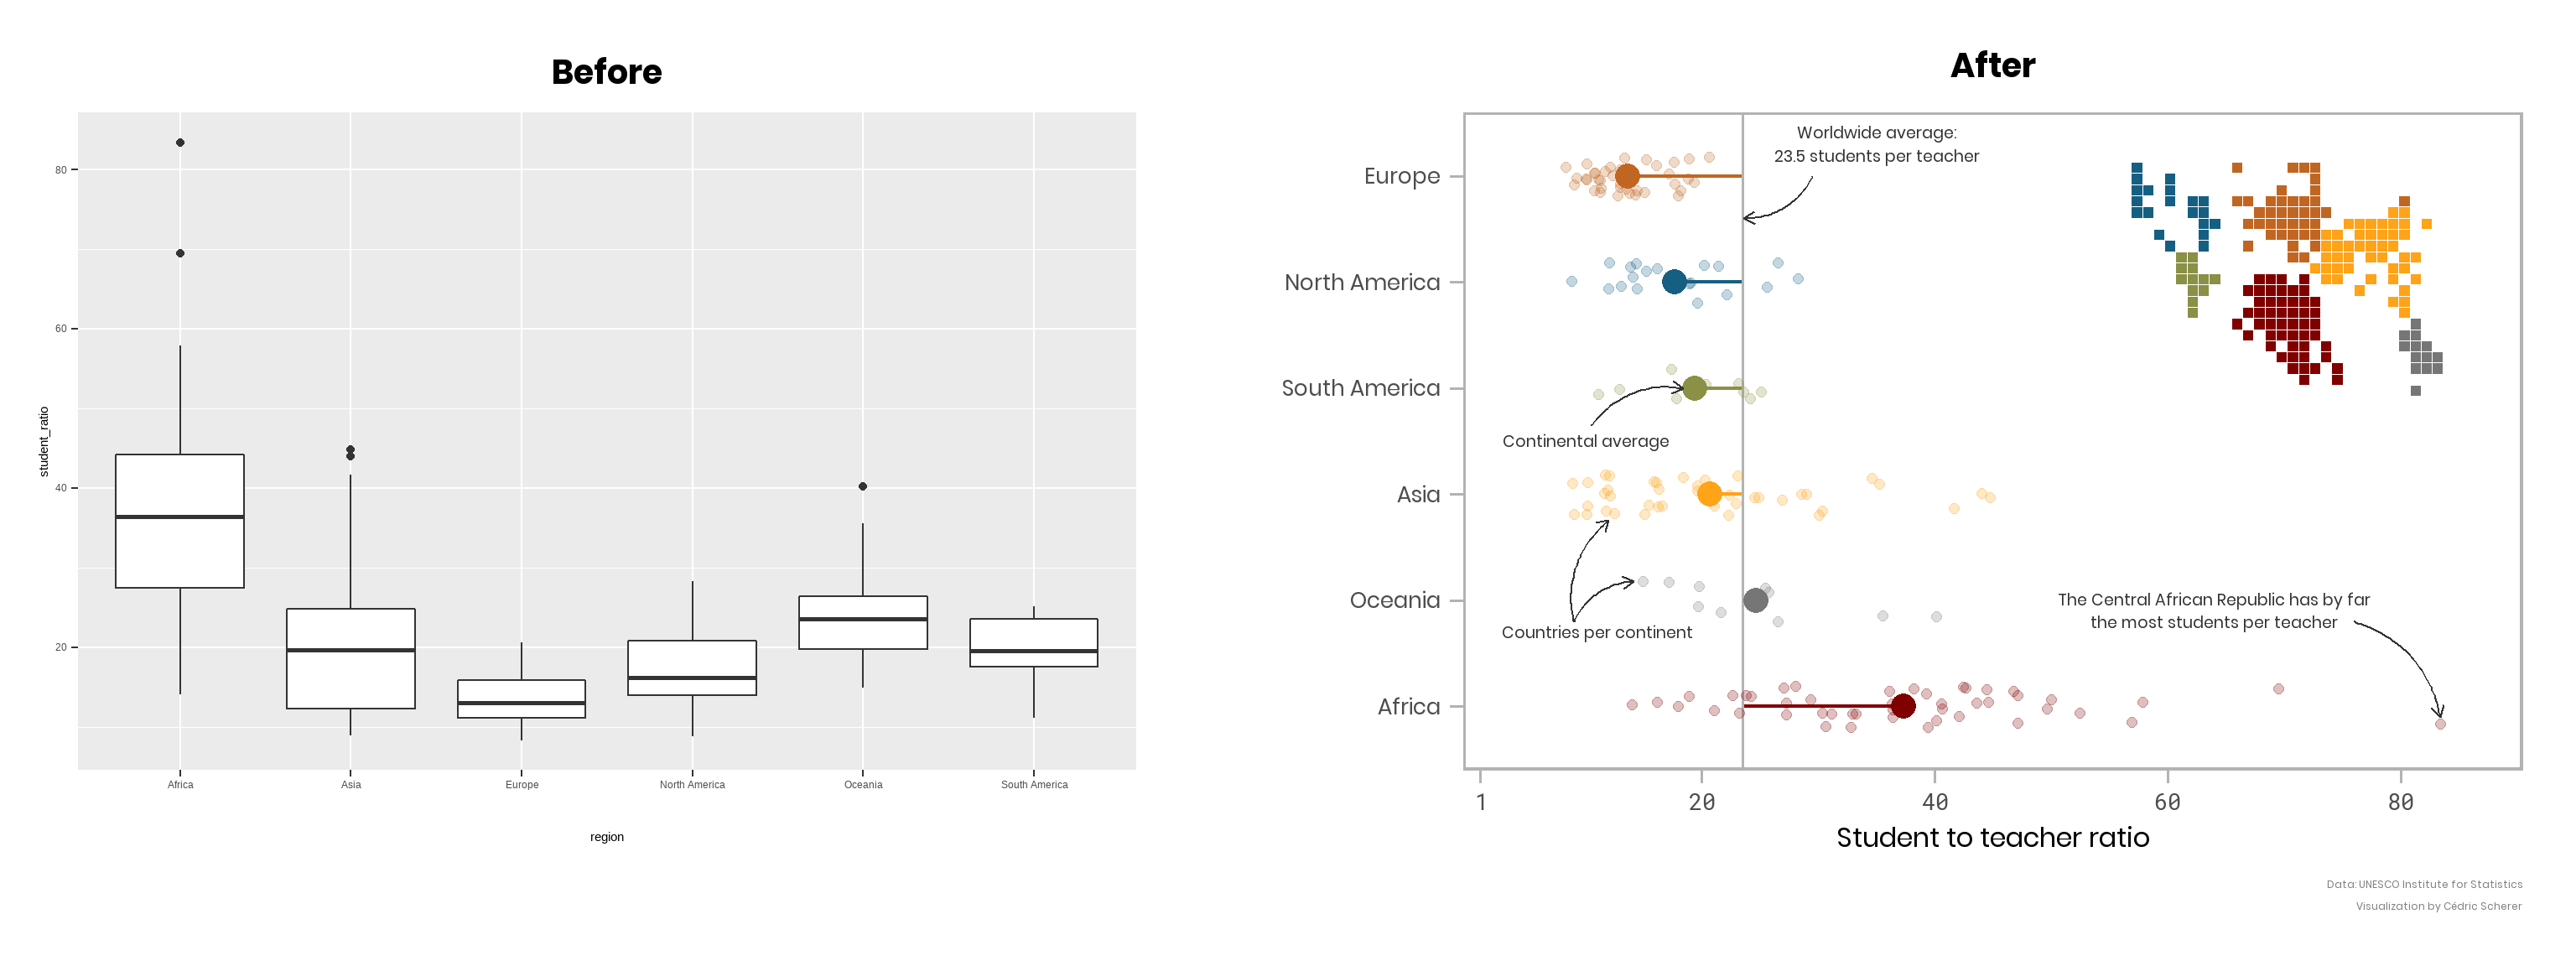 Before
80
60
40
20
student_ratio
Africa
Asia
Europe
North America
Oceania
South America
region
After
Worldwide average:
23.5 students per teacher
Europe
North America
South America
Continental average
Asia
Oceania
Countries per continent
The Central African Republic has by far
the most students per teacher
Africa
1
20
40
60
80
Student to teacher ratio
Data: UNESCO Institute for Statistics
Visualization by Cédric Scherer